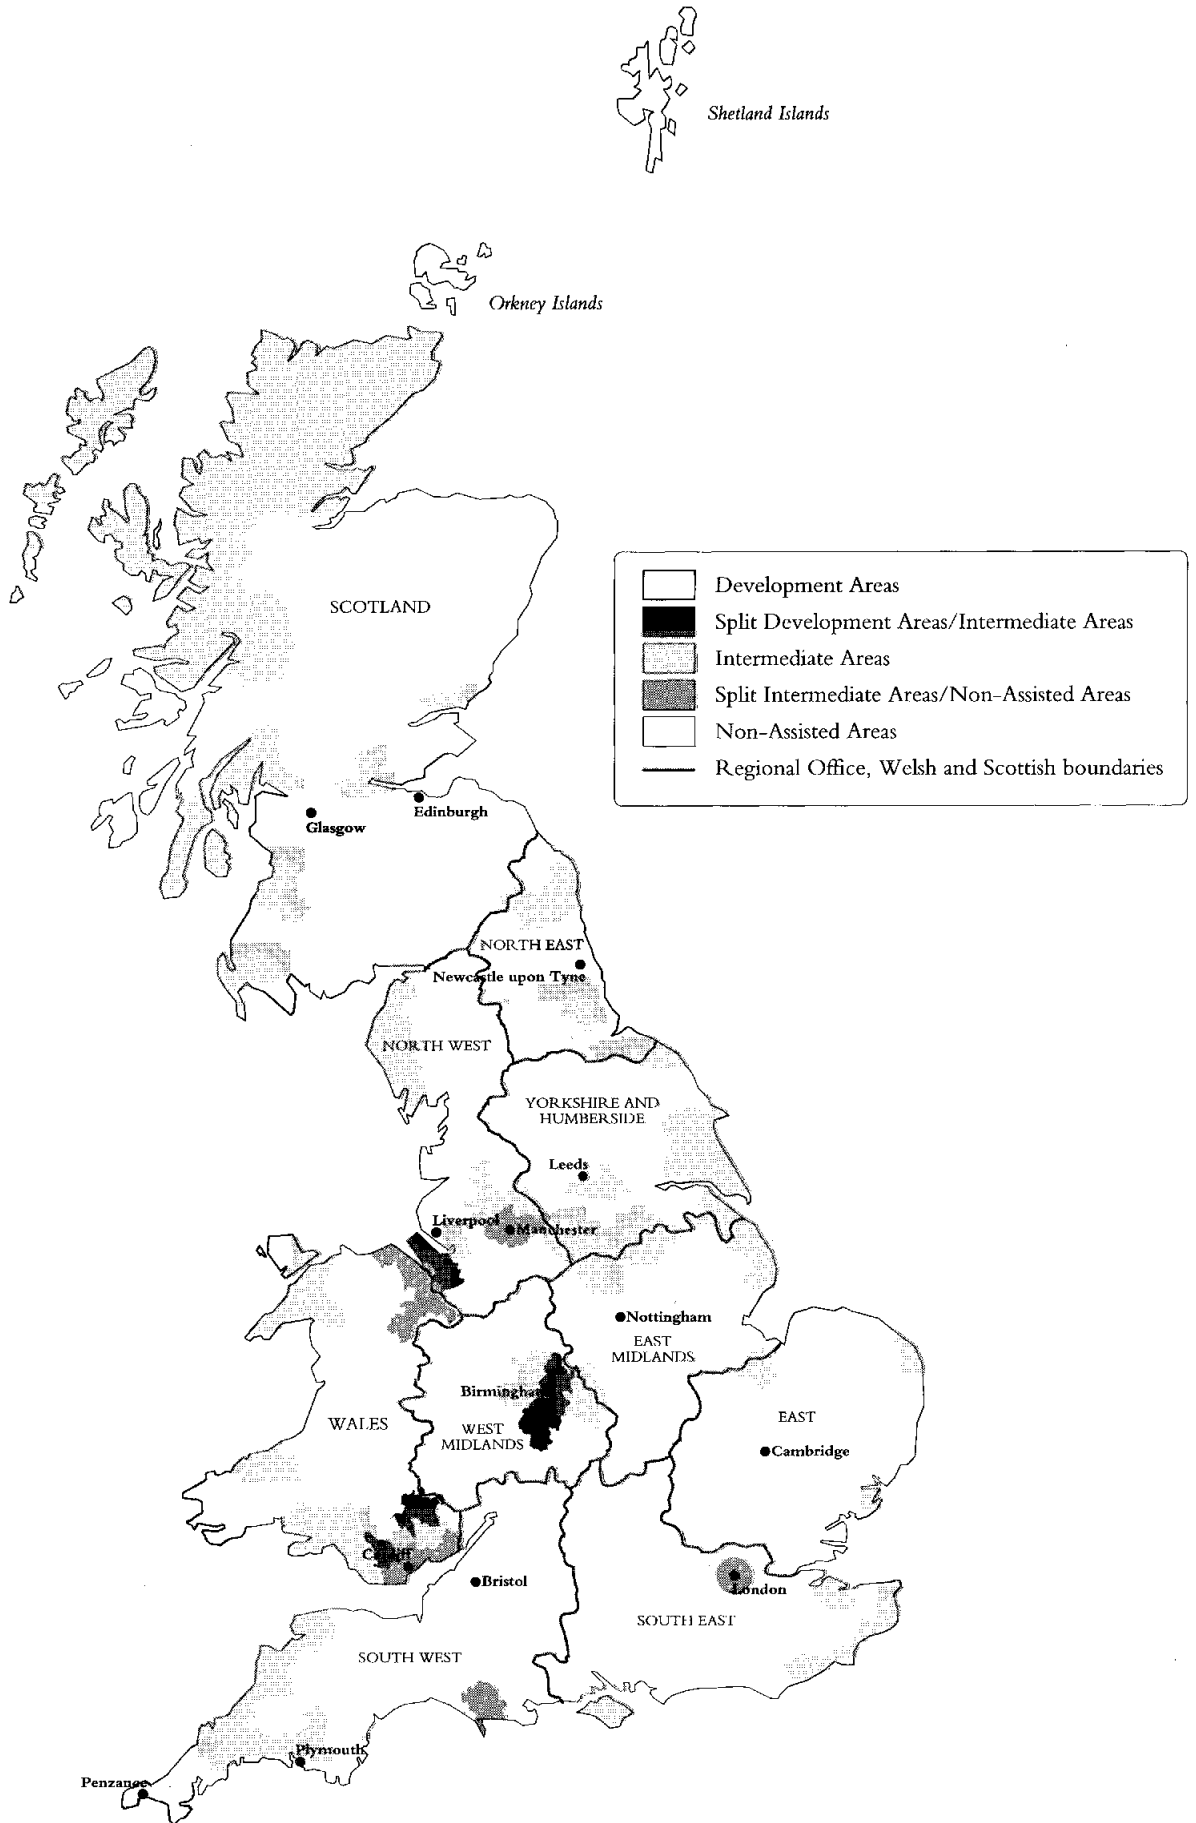 Shetland Islands
Orkney Islands
SCOTLAND
Development Areas
Split Development Areas/Intermediate Areas
Intermediate Areas
Split Intermediate Areas/Non-Assisted Areas
Non-Assisted Areas
Regional Office, Welsh and Scottish boundaries
Edinburgh
Glasgow
NORTH EAST
Newcastle upon Tyne
NORTH WEST
YORKSHIRE AND
HUMBERSIDE
Leeds
Liverpool
Manchester
Nottingham
EAST
MIDLANDS
Birmingham
WALES
WEST
MIDLANDS
EAST
Cambridge
Cardiff
Bristol
London
SOUTH EAST
SOUTH WEST
Plymouth
Penzance